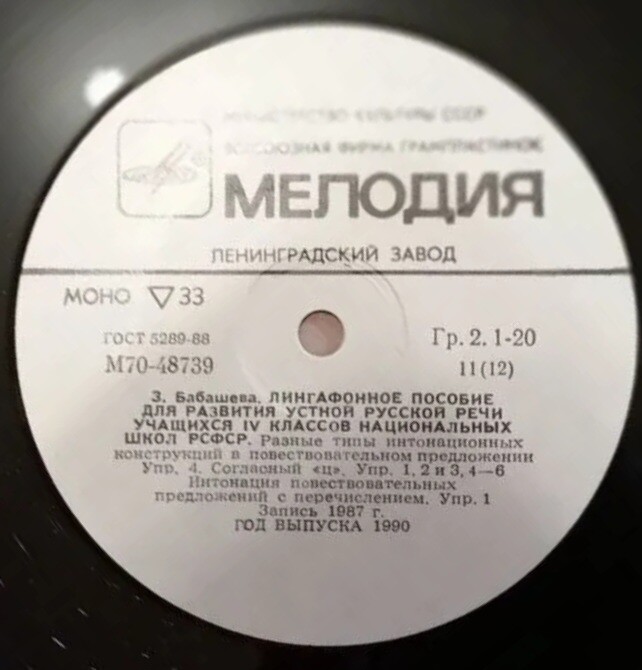 МИНИСТЕРСТВО КУЛЬТУРЫ СССР
ВСЕСОЮЗНАЯ ФИРМА ГРАМПЛАСТИНОК
МЕЛОДИЯ
ЛЕНИНГРАДСКИЙ ЗАВОД
МОНО ▽ 33
ГОСТ 5289-88
М70-48739
Гр. 2. 1-20
11(12)
З. Бабашева. ЛИНГАФОННОЕ ПОСОБИЕ
ДЛЯ РАЗВИТИЯ УСТНОЙ РУССКОЙ РЕЧИ
УЧАЩИХСЯ IV КЛАССОВ НАЦИОНАЛЬНЫХ
ШКОЛ РСФСР. Разные типы интонационных
конструкций в повествовательном предложении
Упр. 4. Согласный «ц». Упр. 1, 2 и 3, 4—6
Интонация повествовательных
предложений с перечислением. Упр. 1
Запись 1987 г.
ГОД ВЫПУСКА 1990